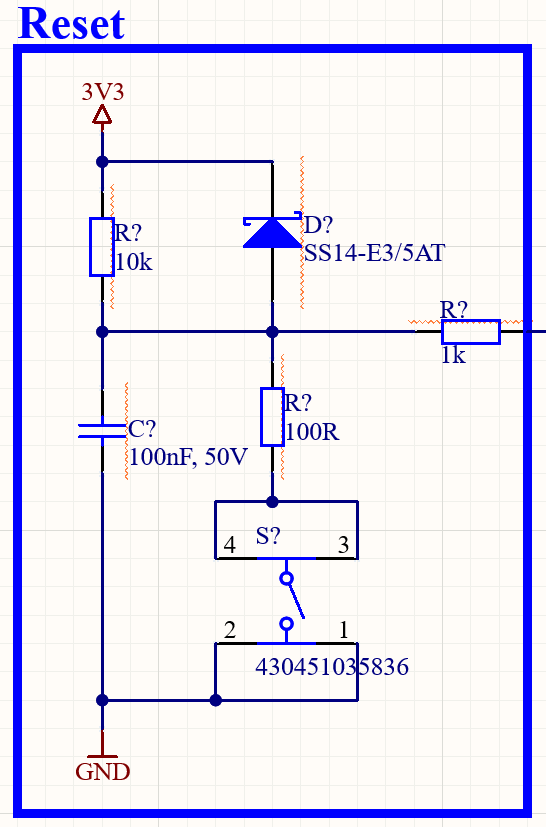 Reset
3V3
R?
10k
D?
SS14-E3/5AT
R?
1k
R?
100R
C?
100nF, 50V
S?
4
3
2
1
430451035836
GND